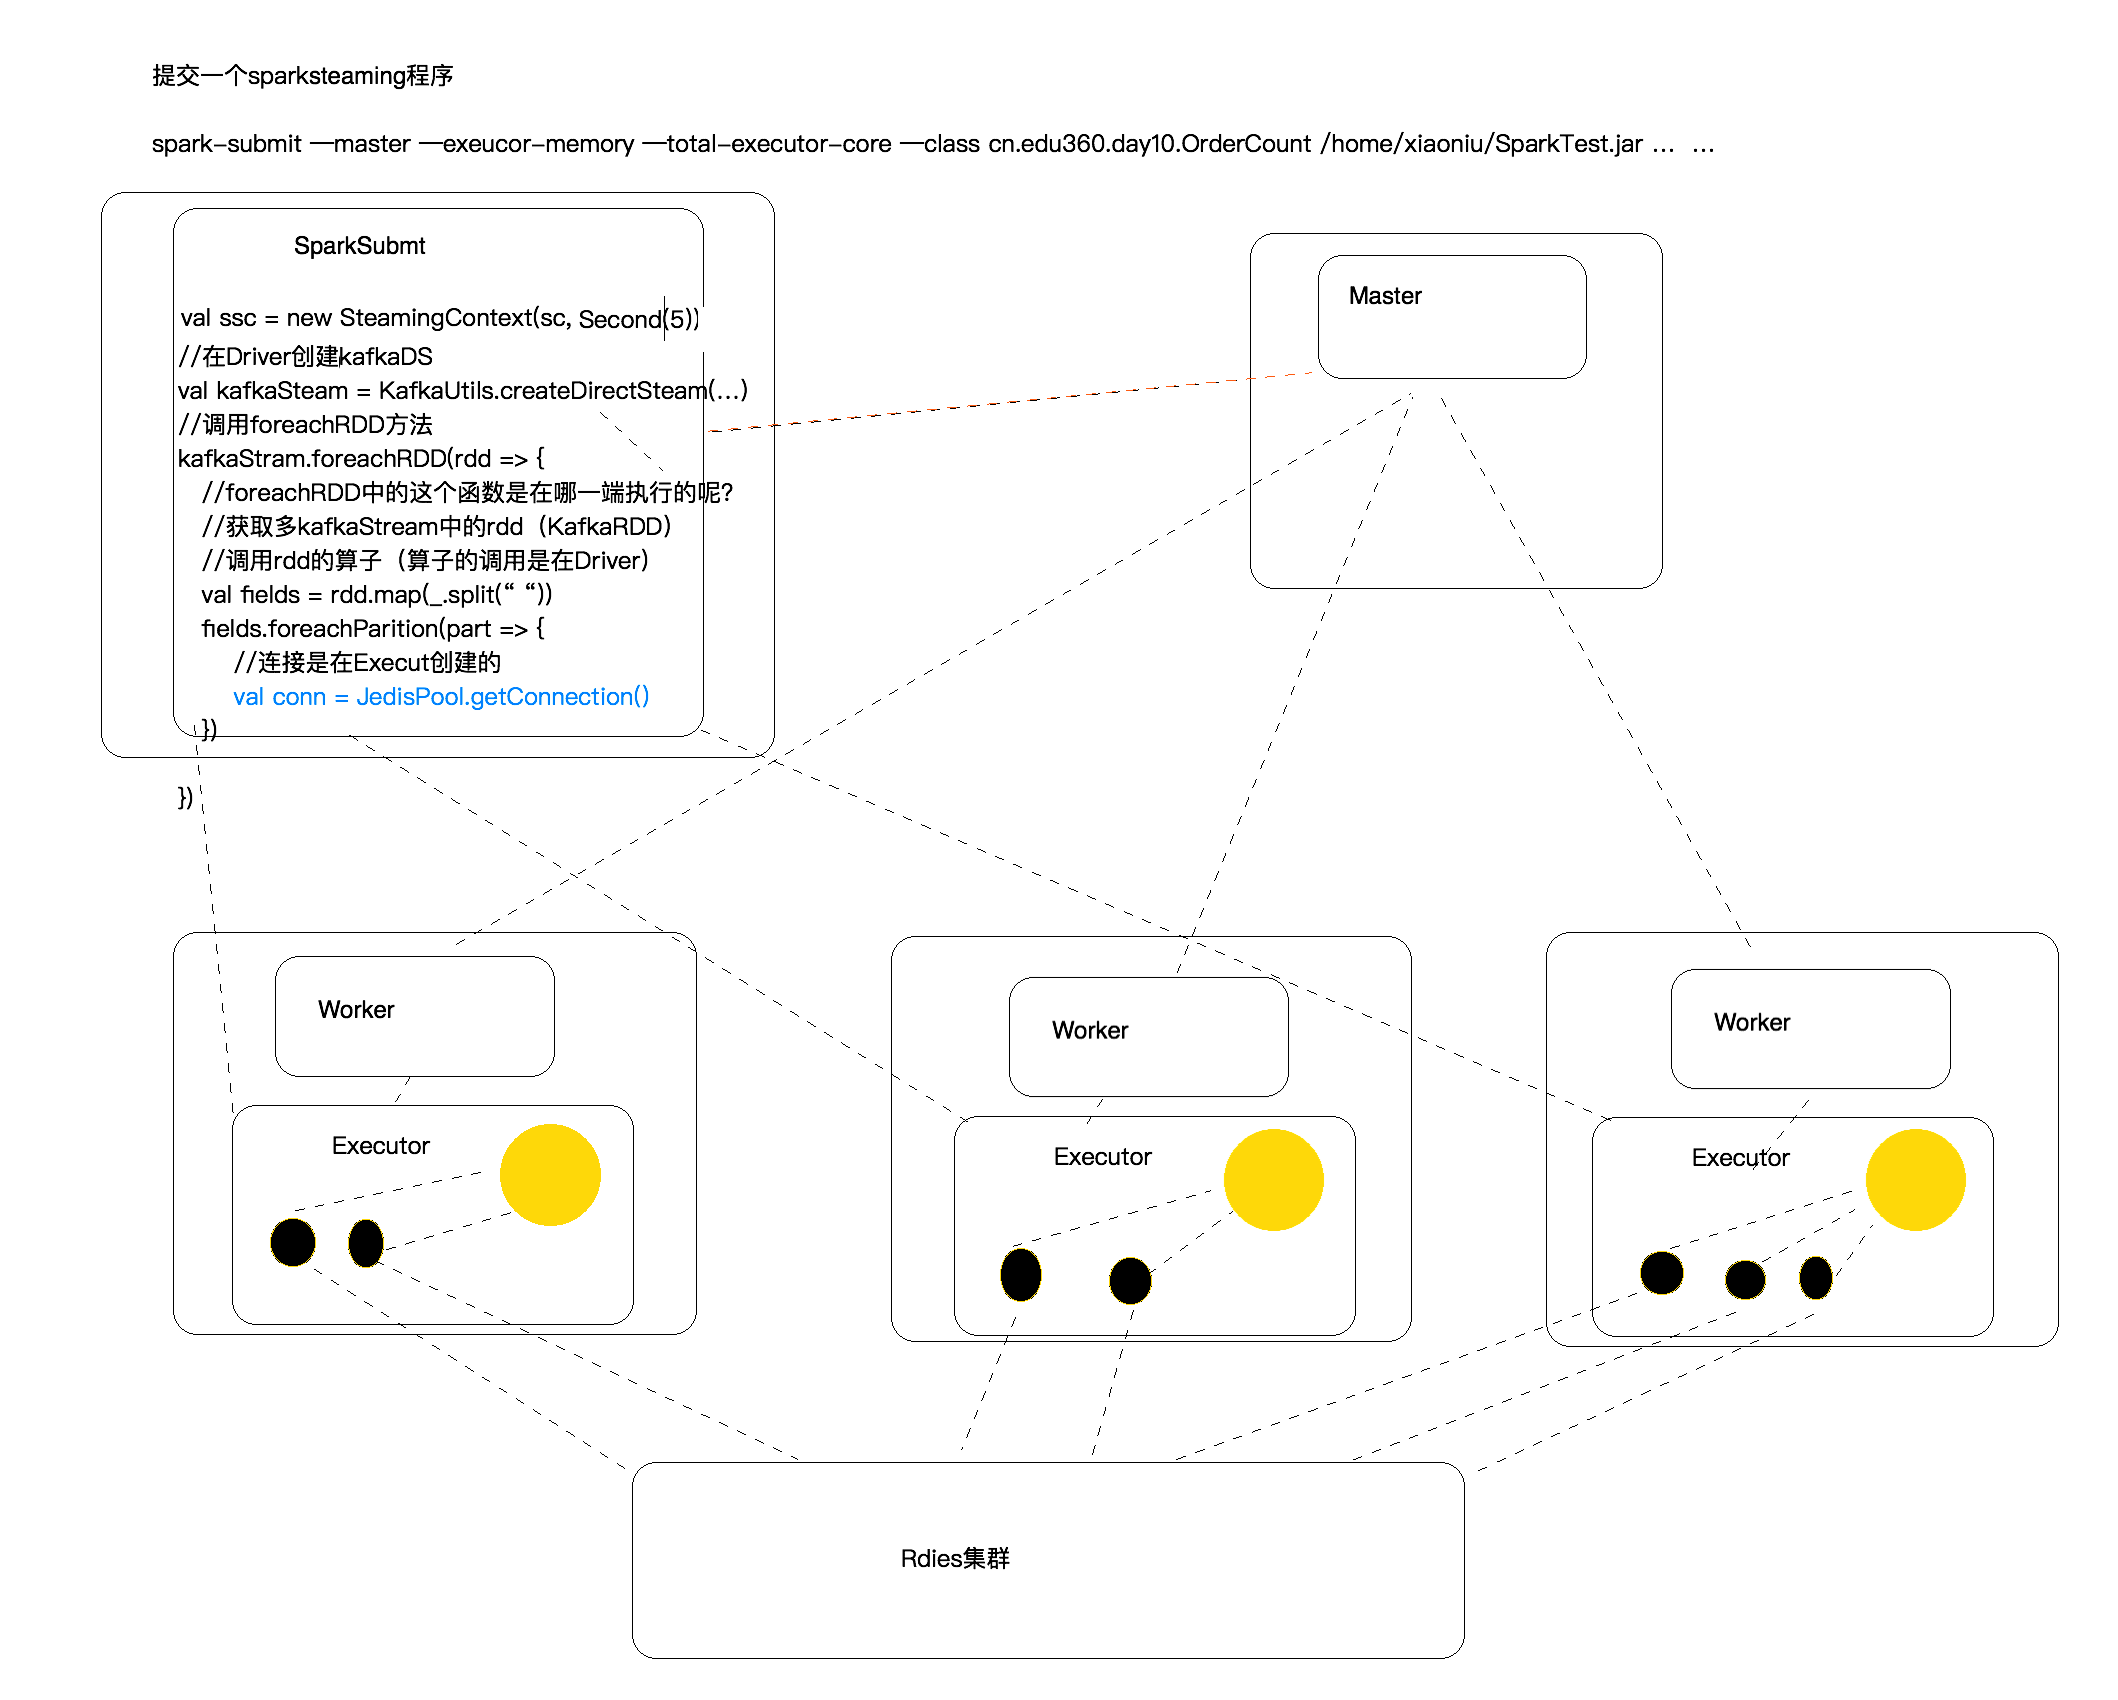 提交一个sparksteaming程序
spark-submit —master —exeucor-memory —total-executor-core —class cn.edu360.day10.OrderCount /home/xiaoniu/SparkTest.jar ... ...
SparkSubmt
val ssc = new SteamingContext(sc, Second(5))
//在Driver创建kafkaDS
val kafkaSteam = KafkaUtils.createDirectSteam(...)
//调用foreachRDD方法
kafkaStram.foreachRDD(rdd => {
//foreachRDD中的这个函数是在哪一端执行的呢？
//获取多kafkaStream中的rdd（KafkaRDD）
//调用rdd的算子（算子的调用是在Driver）
val fields = rdd.map(_.split(“ “))
fields.foreachParition(part => {
//连接是在Execut创建的
val conn = JedisPool.getConnection()
})
})
Master
Worker
Executor
Worker
Executor
Worker
Executor
Rdies集群